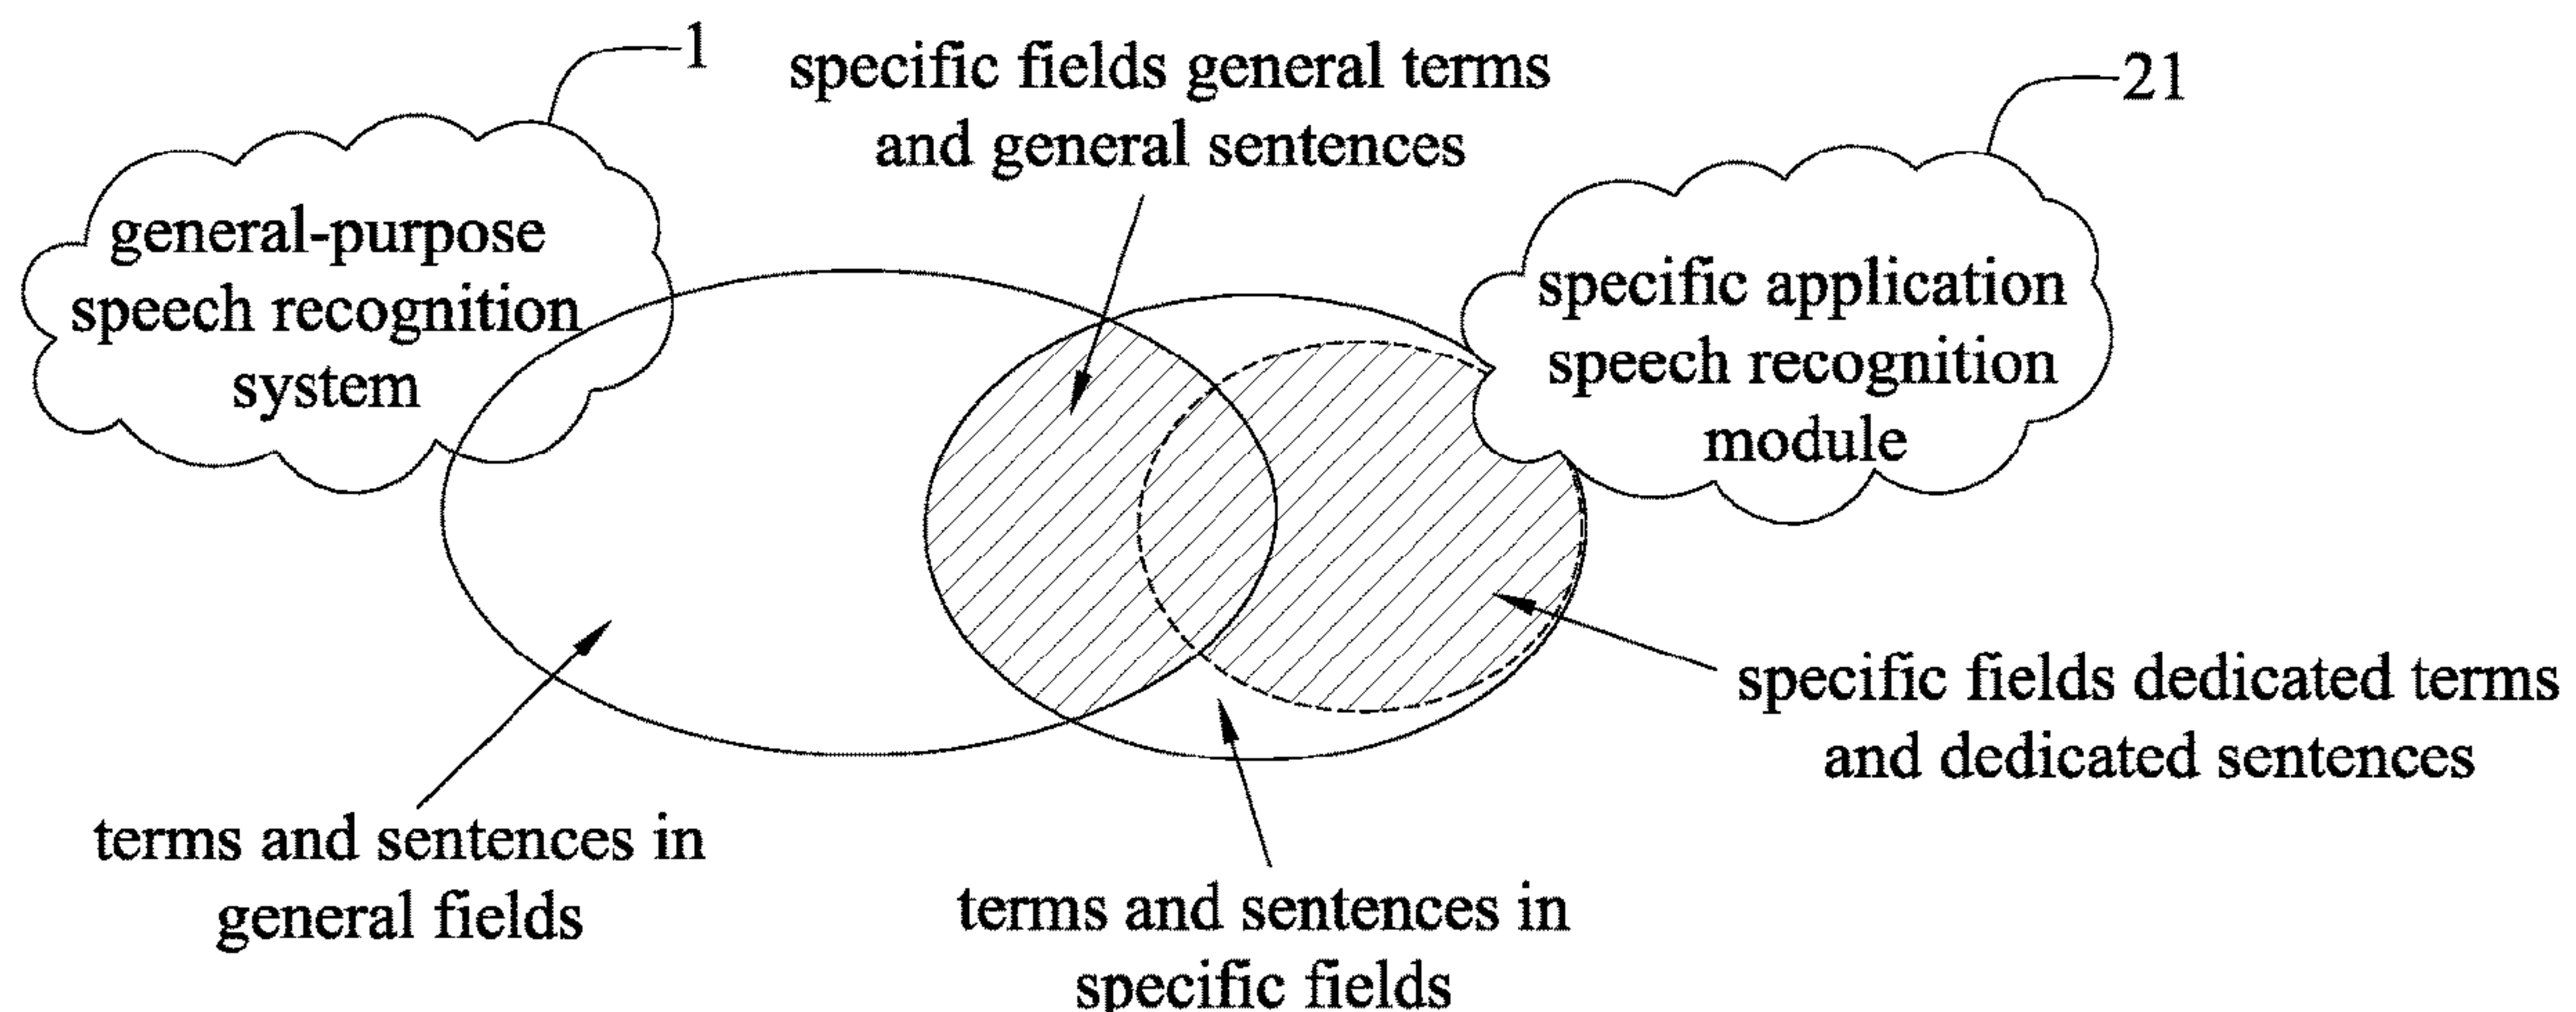 1
specific fields general terms
and general sentences
21
general-purpose
speech recognition
system
specific application
speech recognition
module
specific fields dedicated terms
and dedicated sentences
terms and sentences in
general fields
terms and sentences in
specific fields